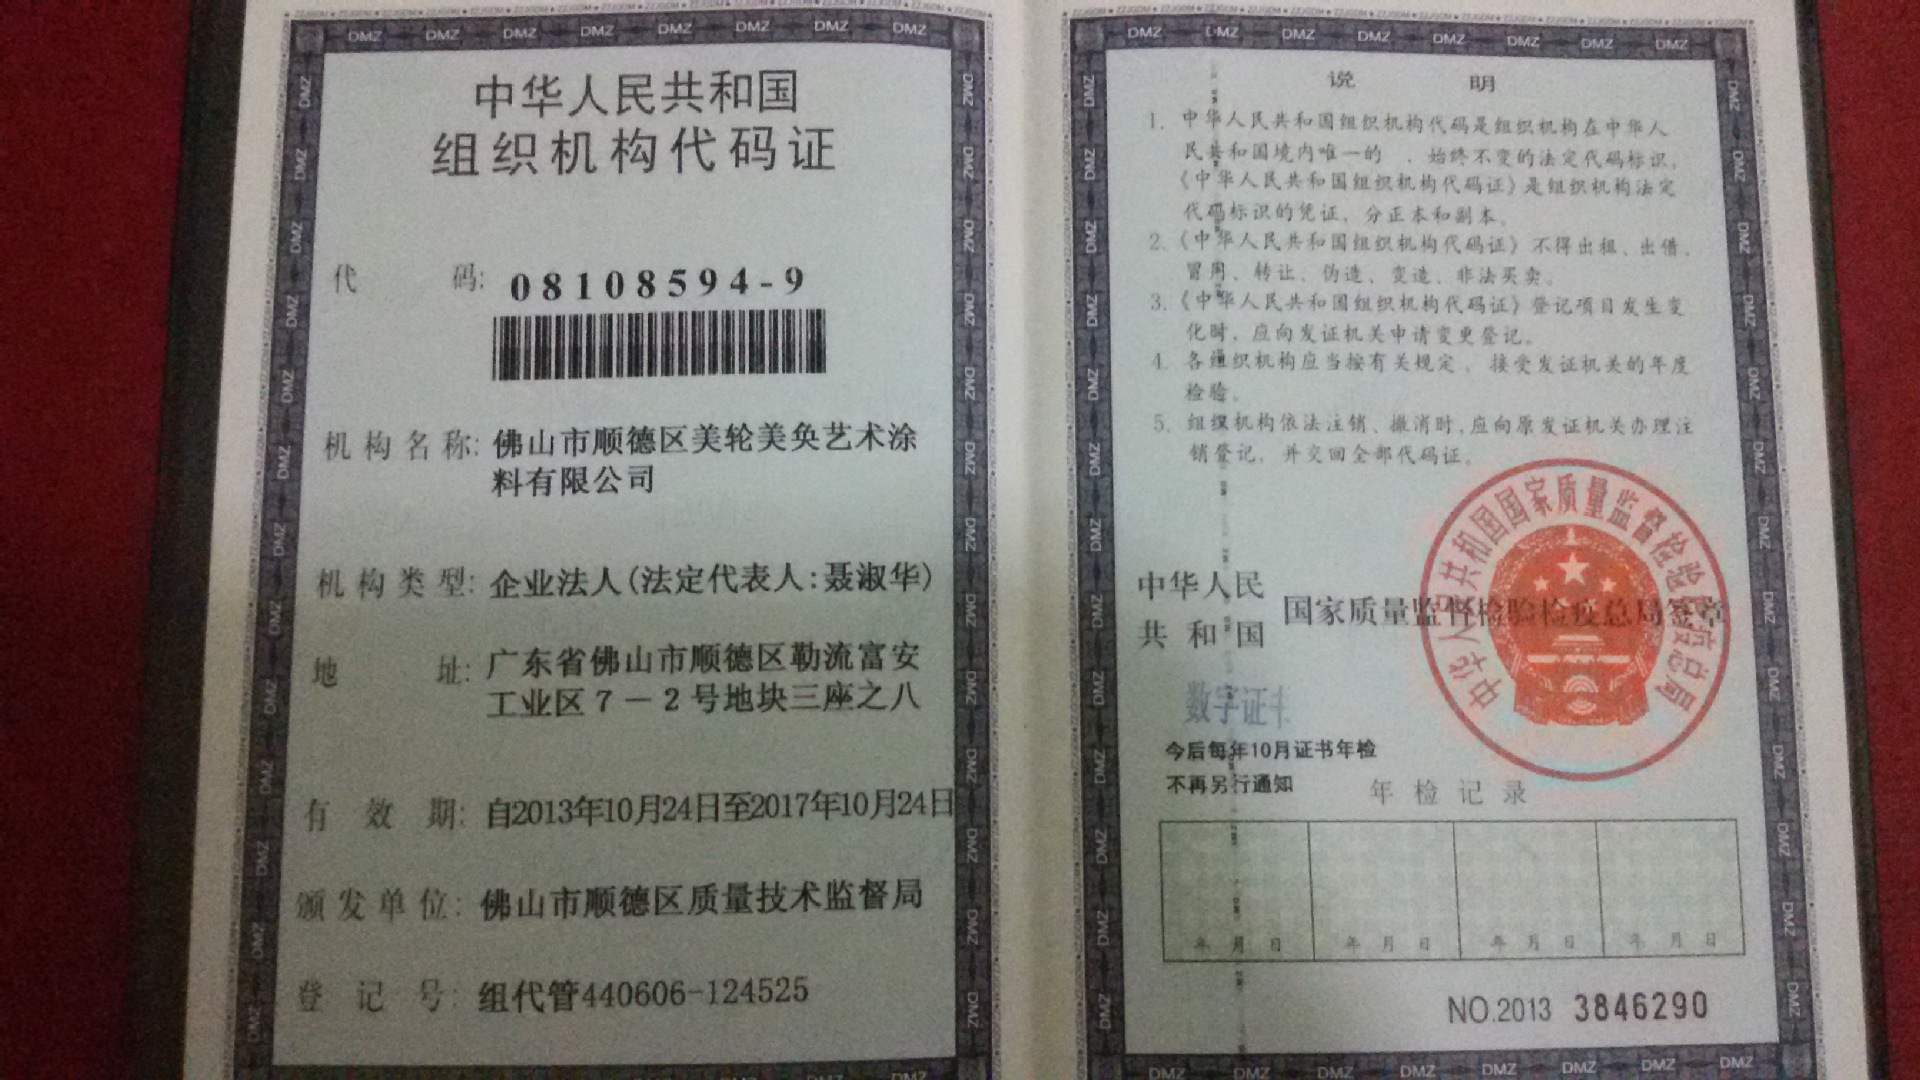 中华人民共和国
组织机构代码证
代 码: 08108594-9
机构名称: 佛山市顺德区美轮美奂艺术涂
料有限公司
机构类型: 企业法人(法定代表人:聂淑华)
地 址: 广东省佛山市顺德区勒流富安
工业区7-2号地块三座之八
有 效 期: 自2013年10月24日至2017年10月24日
颁发单位: 佛山市顺德区质量技术监督局
登 记 号: 组代管440606-124525
说 明
1. 中华人民共和国组织机构代码是组织机构在中华人
民共和国境内唯一的、始终不变的法定代码标识,
《中华人民共和国组织机构代码证》是组织机构法定
代码标识的凭证、分正本和副本。
2.《中华人民共和国组织机构代码证》不得出租、出借、
冒用、转让、伪造、变造、非法买卖。
3.《中华人民共和国组织机构代码证》登记项目发生变
化时, 应向发证机关申请变更登记。
4. 各组织机构应当按有关规定、接受发证机关的年度
检验。
5. 组织机构依法注销、撤消时,应向原发证机关办理注
销登记, 并交回全部代码证。
中华人民共和国国家质量监督检验检疫总局
中华人民
共和国
国家质量监督检验检疫总局签章
数字证
今后每年10月证书年检
不再另行通知
年检记录
年 月 日 年 月 日 年 月 日 年 月 日
NO.2013 3846290
DMZ